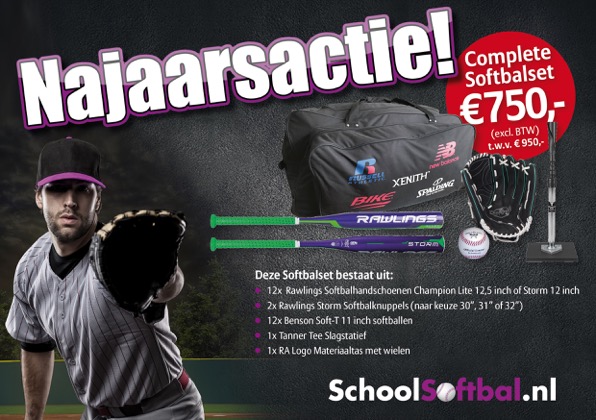 Najaarsactie!
Complete
Softbalset
€750,-
(excl. BTW)
t.w.v. €950,-
RUSSELL
ATHLETIC
new balance
XENITH
BIKE
SPALDING
RAWLINGS
STORM
Deze Softbalset bestaat uit:
12x Rawlings Softbalhandschoenen Champion Lite 12,5 inch of Storm 12 inch
2x Rawlings Storm Softbalknuppels (naar keuze 30”, 31” of 32”)
12x Benson Soft-T 11 inch softballen
1x Tanner Tee Slagstatief
1x RA Logo Materiaaltas met wielen
SchoolSoftbal.nl